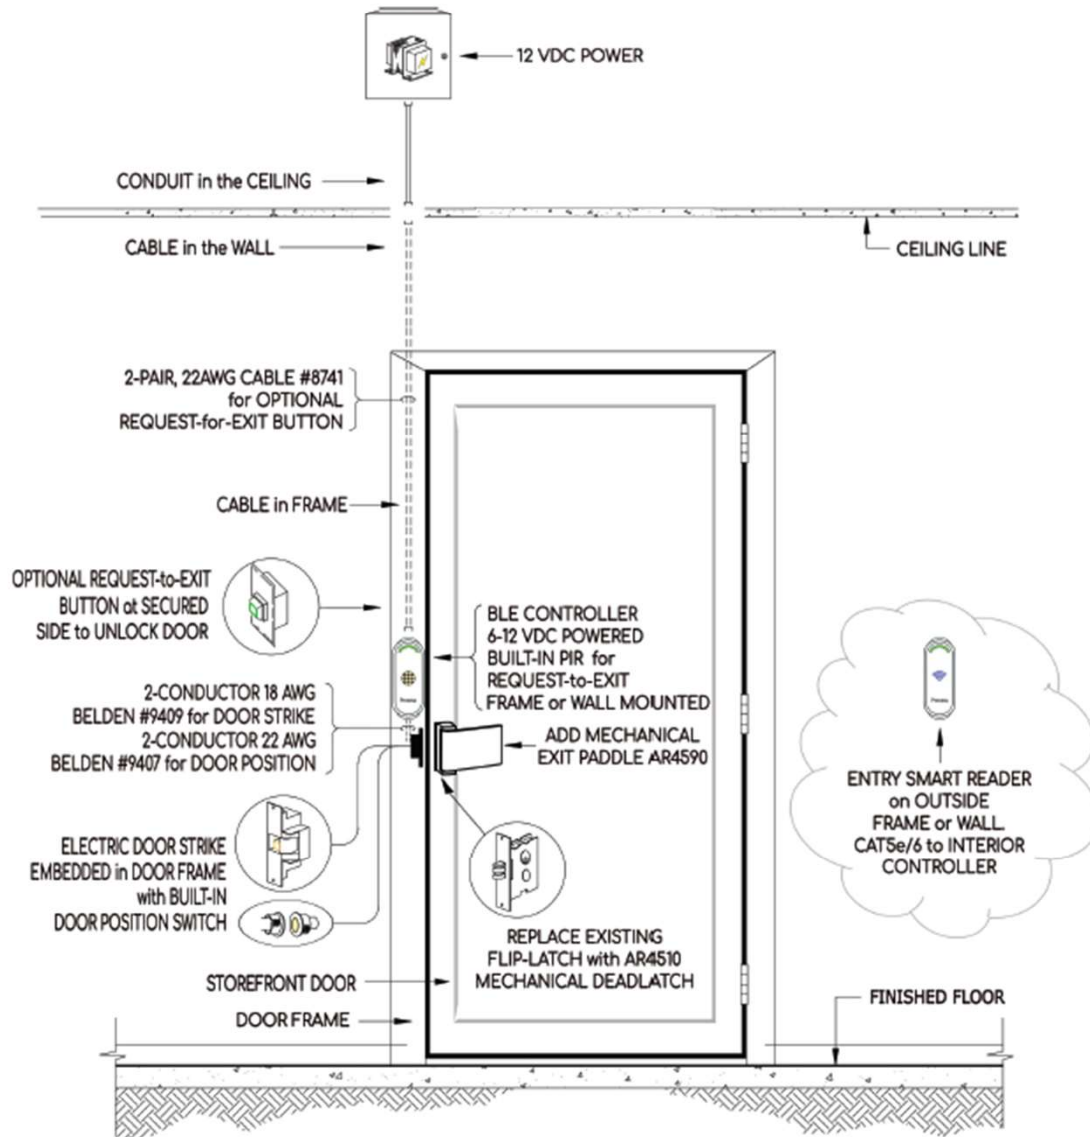 12 VDC POWER
CONDUIT in the CEILING
CABLE in the WALL
CEILING LINE
2-PAIR, 22AWG CABLE #8741
for OPTIONAL
REQUEST-for-EXIT BUTTON
CABLE in FRAME
OPTIONAL REQUEST-to-EXIT
BUTTON at SECURED
SIDE to UNLOCK DOOR
BLE CONTROLLER
6-12 VDC POWERED
BUILT-IN PIR for
REQUEST-to-EXIT
FRAME or WALL MOUNTED
2-CONDUCTOR 18 AWG
BELDEN #9409 for DOOR STRIKE
2-CONDUCTOR 22 AWG
BELDEN #9407 for DOOR POSITION
ADD MECHANICAL
EXIT PADDLE AR4590
ENTRY SMART READER
on OUTSIDE
FRAME or WALL.
CAT5e/6 to INTERIOR
CONTROLLER
ELECTRIC DOOR STRIKE
EMBEDDED in DOOR FRAME
with BUILT-IN
DOOR POSITION SWITCH
REPLACE EXISTING
FLIP-LATCH with AR4510
MECHANICAL DEADLATCH
STOREFRONT DOOR
DOOR FRAME
FINISHED FLOOR